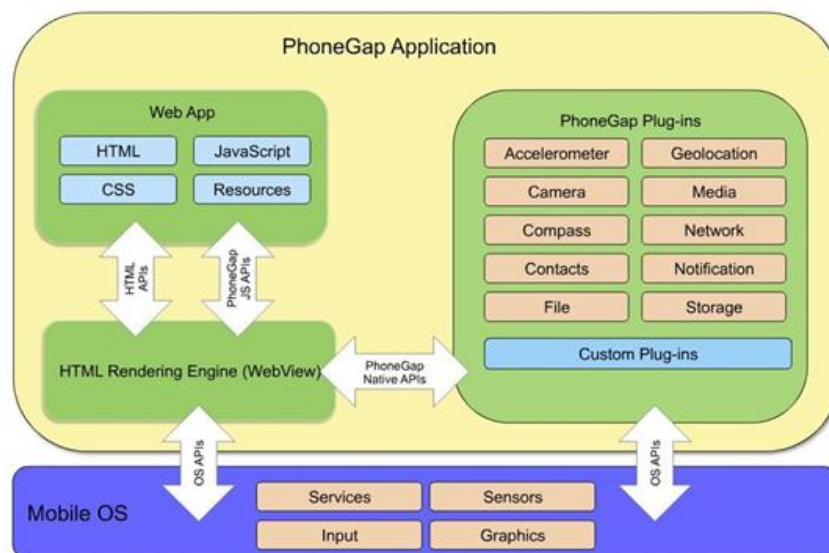 PhoneGap Application
Web App
HTML
JavaScript
CSS
Resources
HTML
APIs
PhoneGap
JS APIs
HTML Rendering Engine (WebView)
PhoneGap
Native APIs
PhoneGap Plug-ins
Accelerometer
Geolocation
Camera
Media
Compass
Network
Contacts
Notification
File
Storage
Custom Plug-ins
OS APIs
OS APIs
Mobile OS
Services
Sensors
Input
Graphics